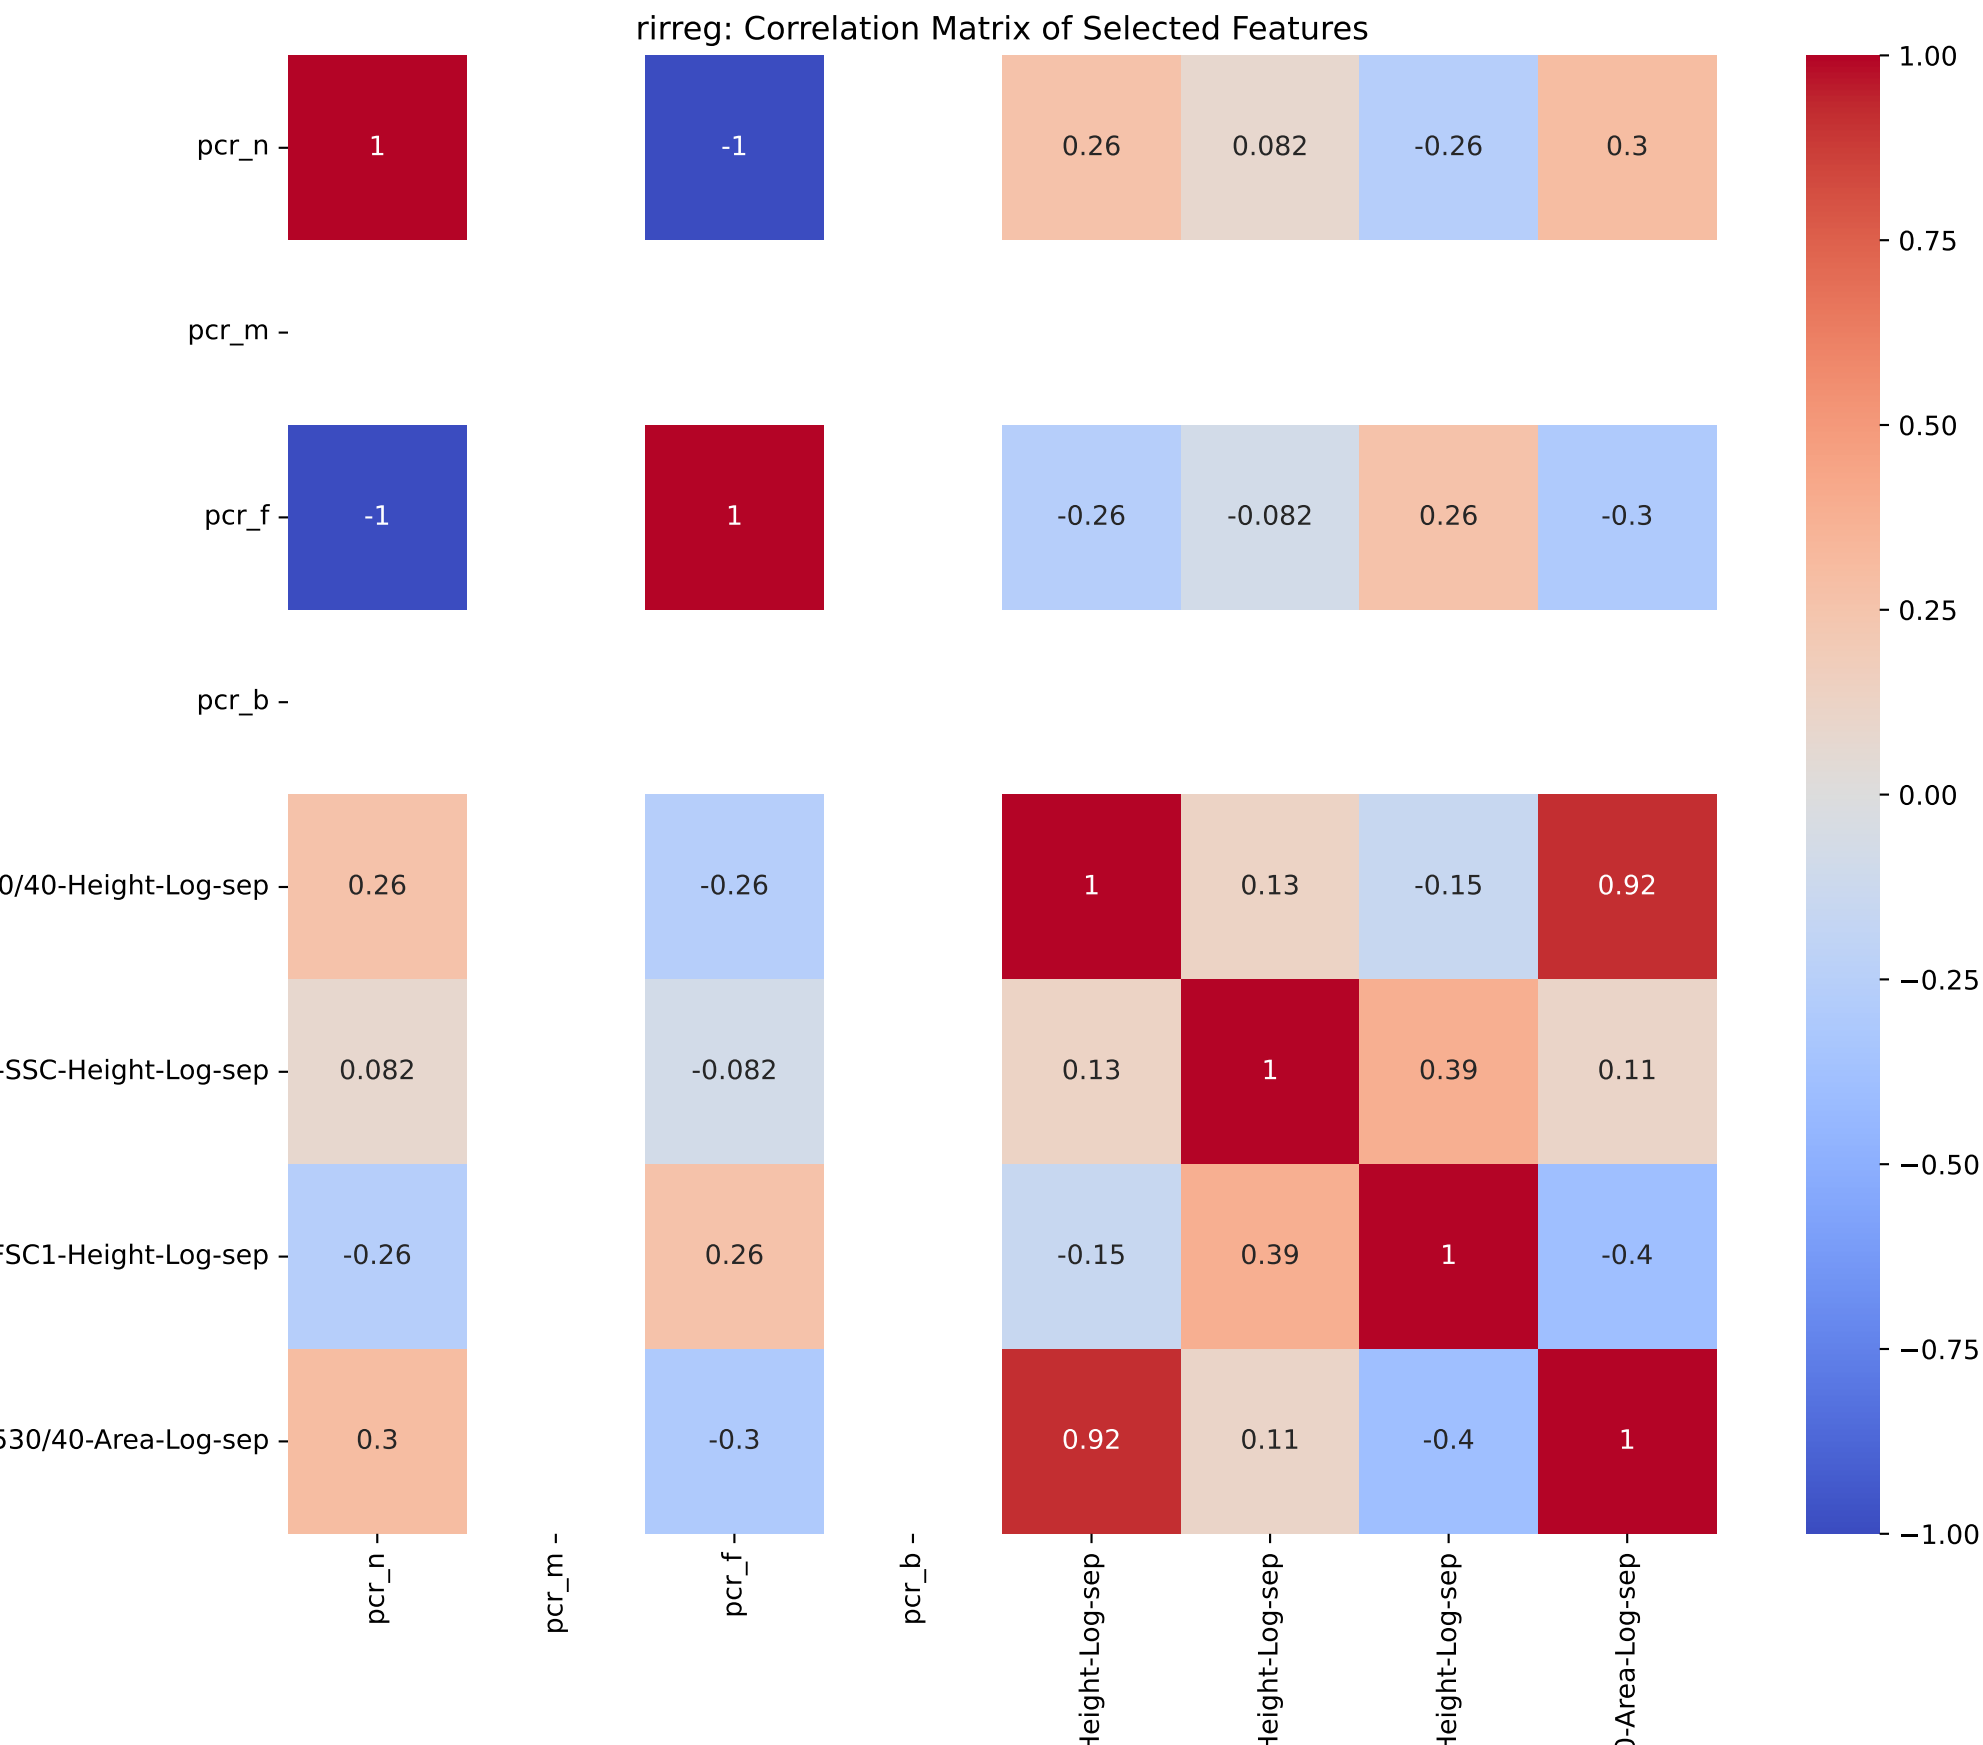 rirreg: Correlation Matrix of Selected Features
pcr_n 1 -1 0.26 0.082 -0.26 0.3
pcr_m
pcr_f -1 1 -0.26 -0.082 0.26 -0.3
pcr_b
0/40-Height-Log-sep 0.26 -0.26 1 0.13 -0.15 0.92
-SSC-Height-Log-sep 0.082 -0.082 0.13 1 0.39 0.11
FSC1-Height-Log-sep -0.26 0.26 -0.15 0.39 1 -0.4
530/40-Area-Log-sep 0.3 -0.3 0.92 0.11 -0.4 1
pcr_n
pcr_m
pcr_f
pcr_b
Height-Log-sep
Height-Log-sep
Height-Log-sep
0-Area-Log-sep
1.00
0.75
0.50
0.25
0.00
−0.25
−0.50
−0.75
−1.00